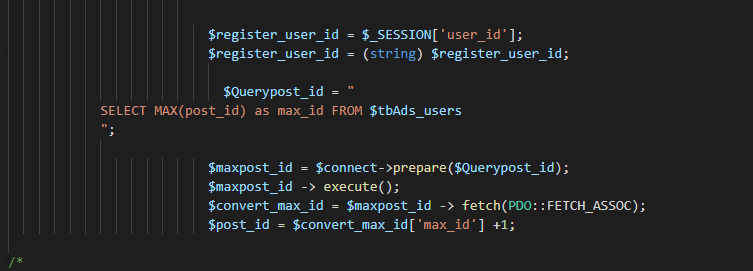 $register_user_id = $_SESSION['user_id'];
$register_user_id = (string) $register_user_id;
$Querypost_id = "
SELECT MAX(post_id) as max_id FROM $tbAds_users
";
$maxpost_id = $connect->prepare($Querypost_id);
$maxpost_id -> execute();
$convert_max_id = $maxpost_id -> fetch(PDO::FETCH_ASSOC);
$post_id = $convert_max_id['max_id'] +1;
/*